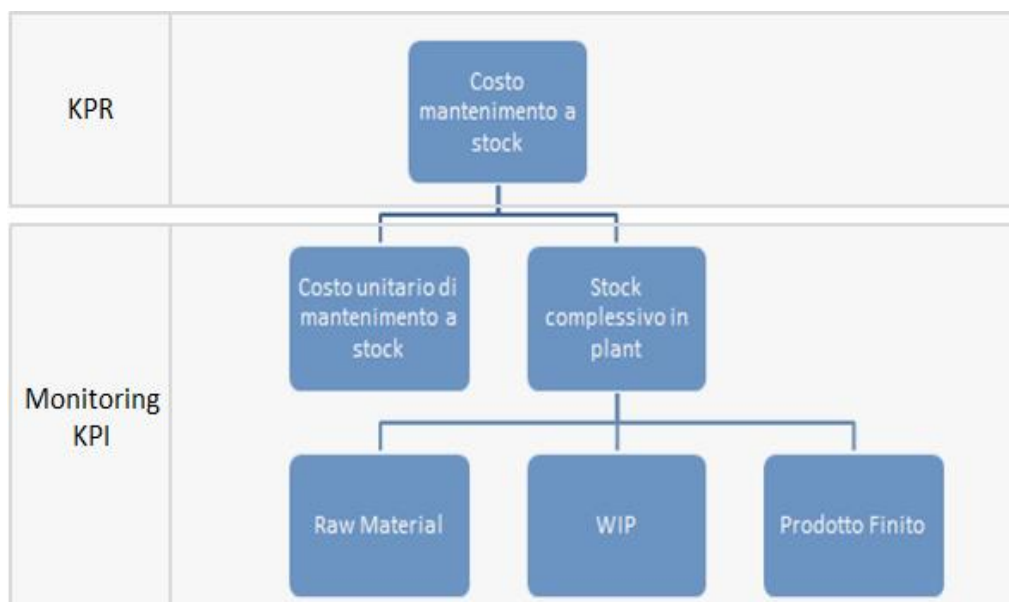 KPR
Costo
mantenimento a
stock
Monitoring
KPI
Costo unitario di
mantenimento a
stock
Stock
complessivo in
plant
Raw Material
WIP
Prodotto Finito